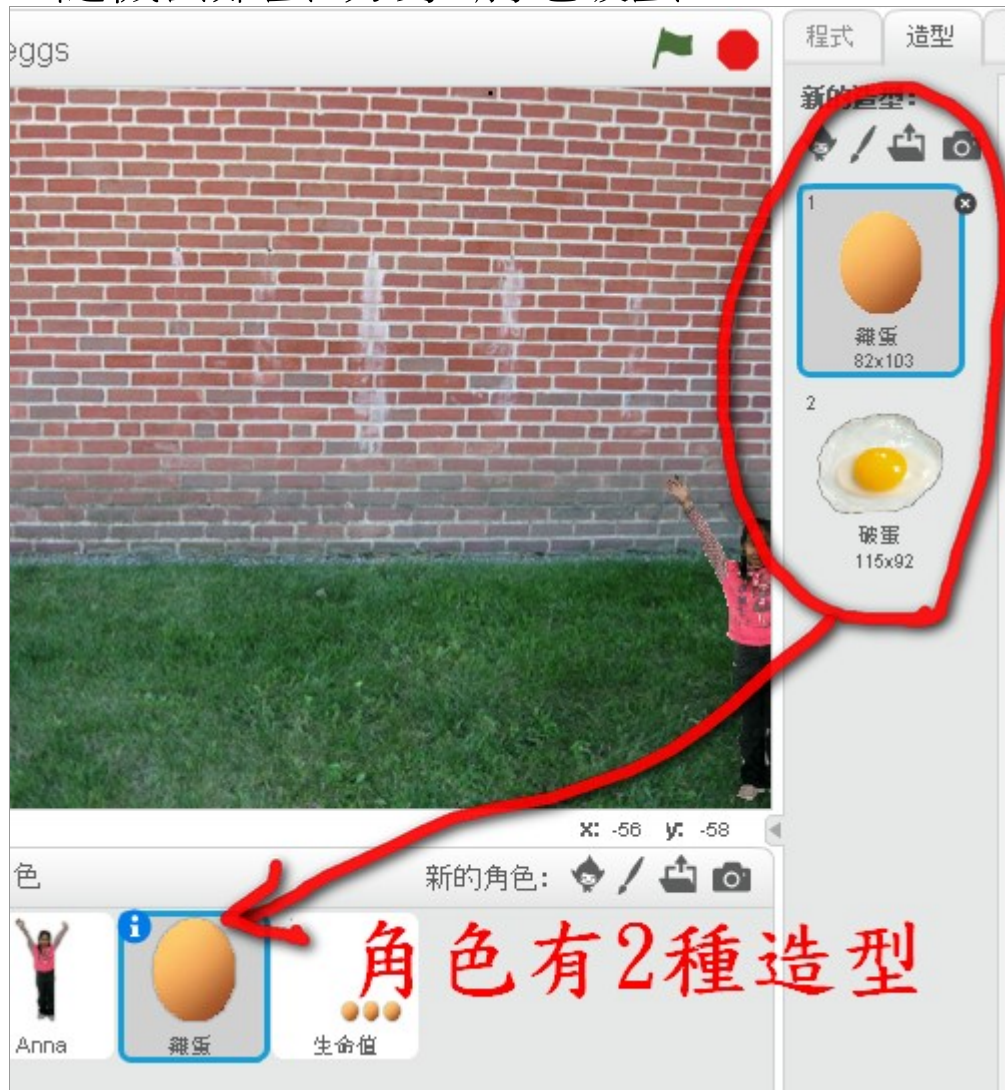 eggs
程式 造型
新的造型:
1
雞蛋
82x103
2
破蛋
115x92
x: -56 y: -58
色 新的角色:
角色有2種造型
Anna 雞蛋 生命值